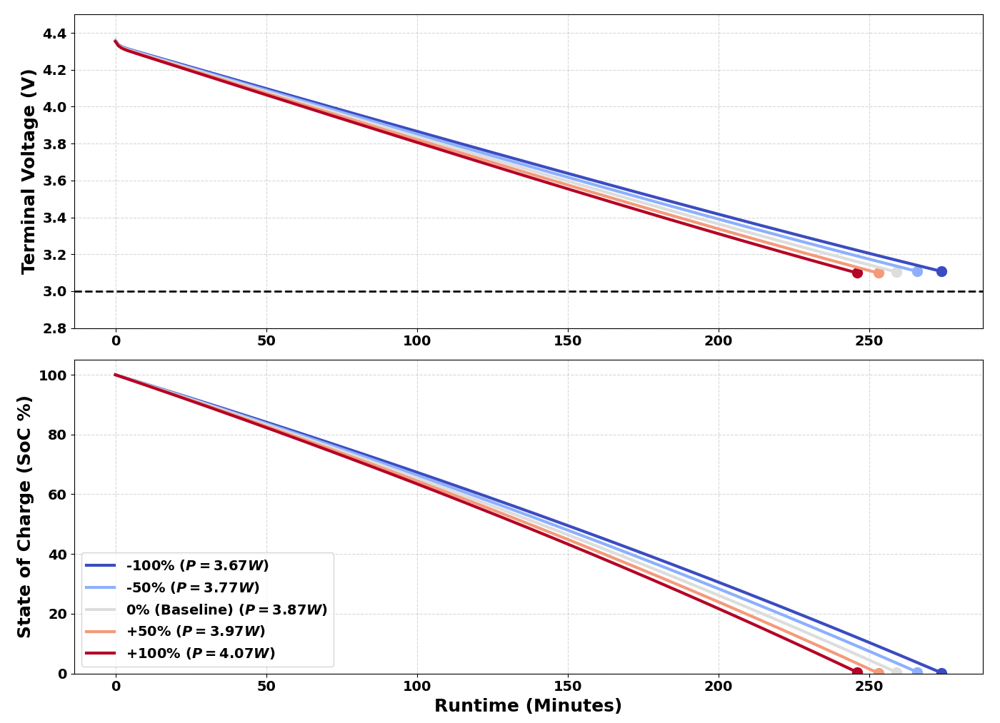 Terminal Voltage (V)
4.4
4.2
4.0
3.8
3.6
3.4
3.2
3.0
2.8
0 50 100 150 200 250
State of Charge (SoC %)
100
80
60
40
20
0
-100% (P = 3.67W)
-50% (P = 3.77W)
0% (Baseline) (P = 3.87W)
+50% (P = 3.97W)
+100% (P = 4.07W)
0 50 100 150 200 250
Runtime (Minutes)